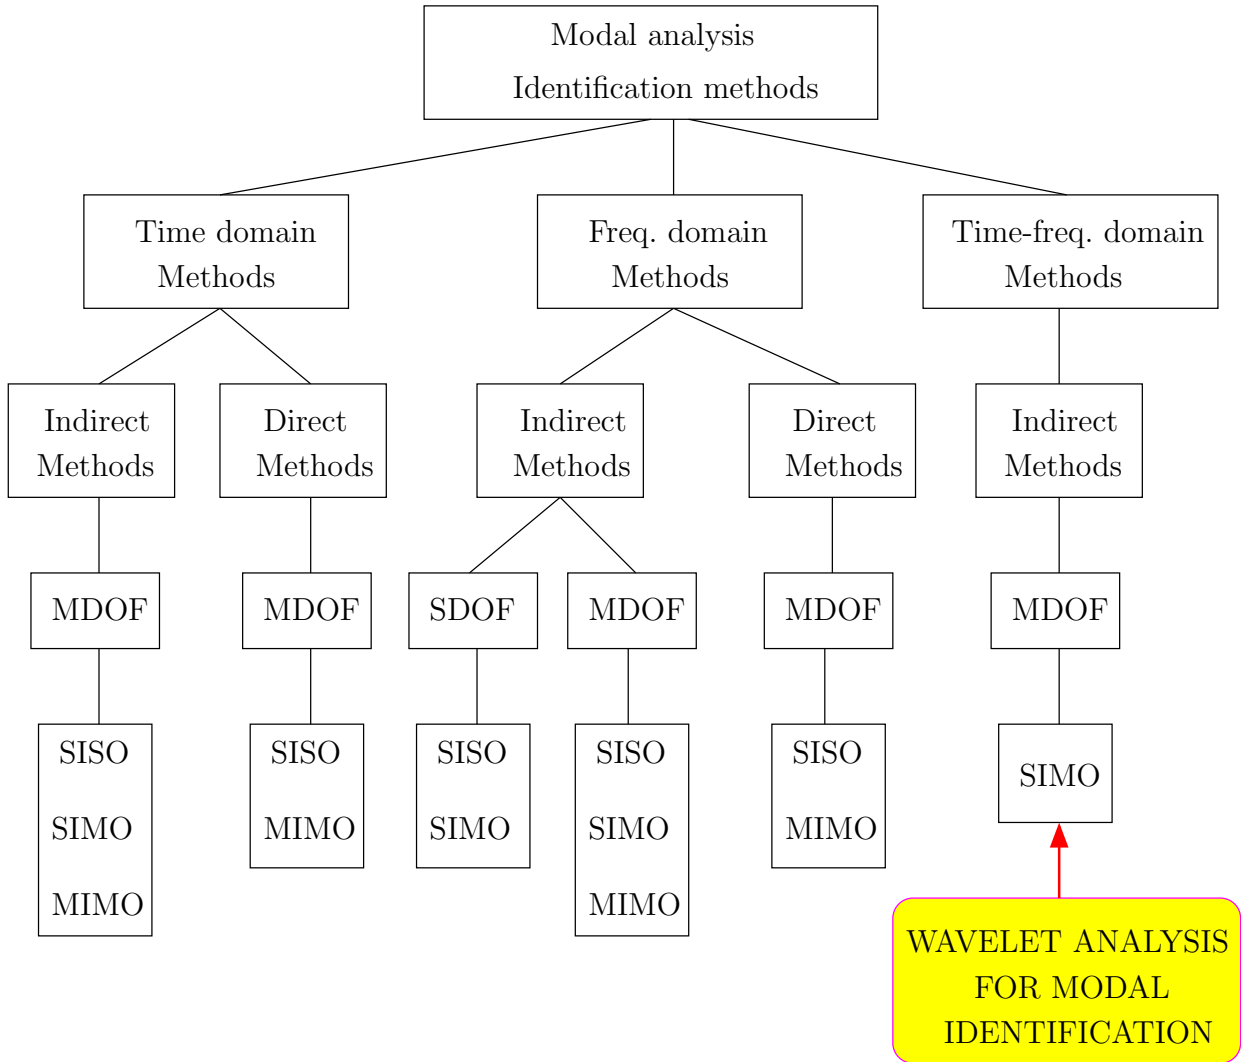 Modal analysis
Identification methods
Time domain
Methods
Freq. domain
Methods
Time-freq. domain
Methods
Indirect
Methods
Direct
Methods
Indirect
Methods
Direct
Methods
Indirect
Methods
MDOF
MDOF
SDOF
MDOF
MDOF
MDOF
SISO
SIMO
MIMO
SISO
MIMO
SISO
SIMO
SISO
SIMO
MIMO
SISO
MIMO
SIMO
WAVELET ANALYSIS
FOR MODAL
IDENTIFICATION